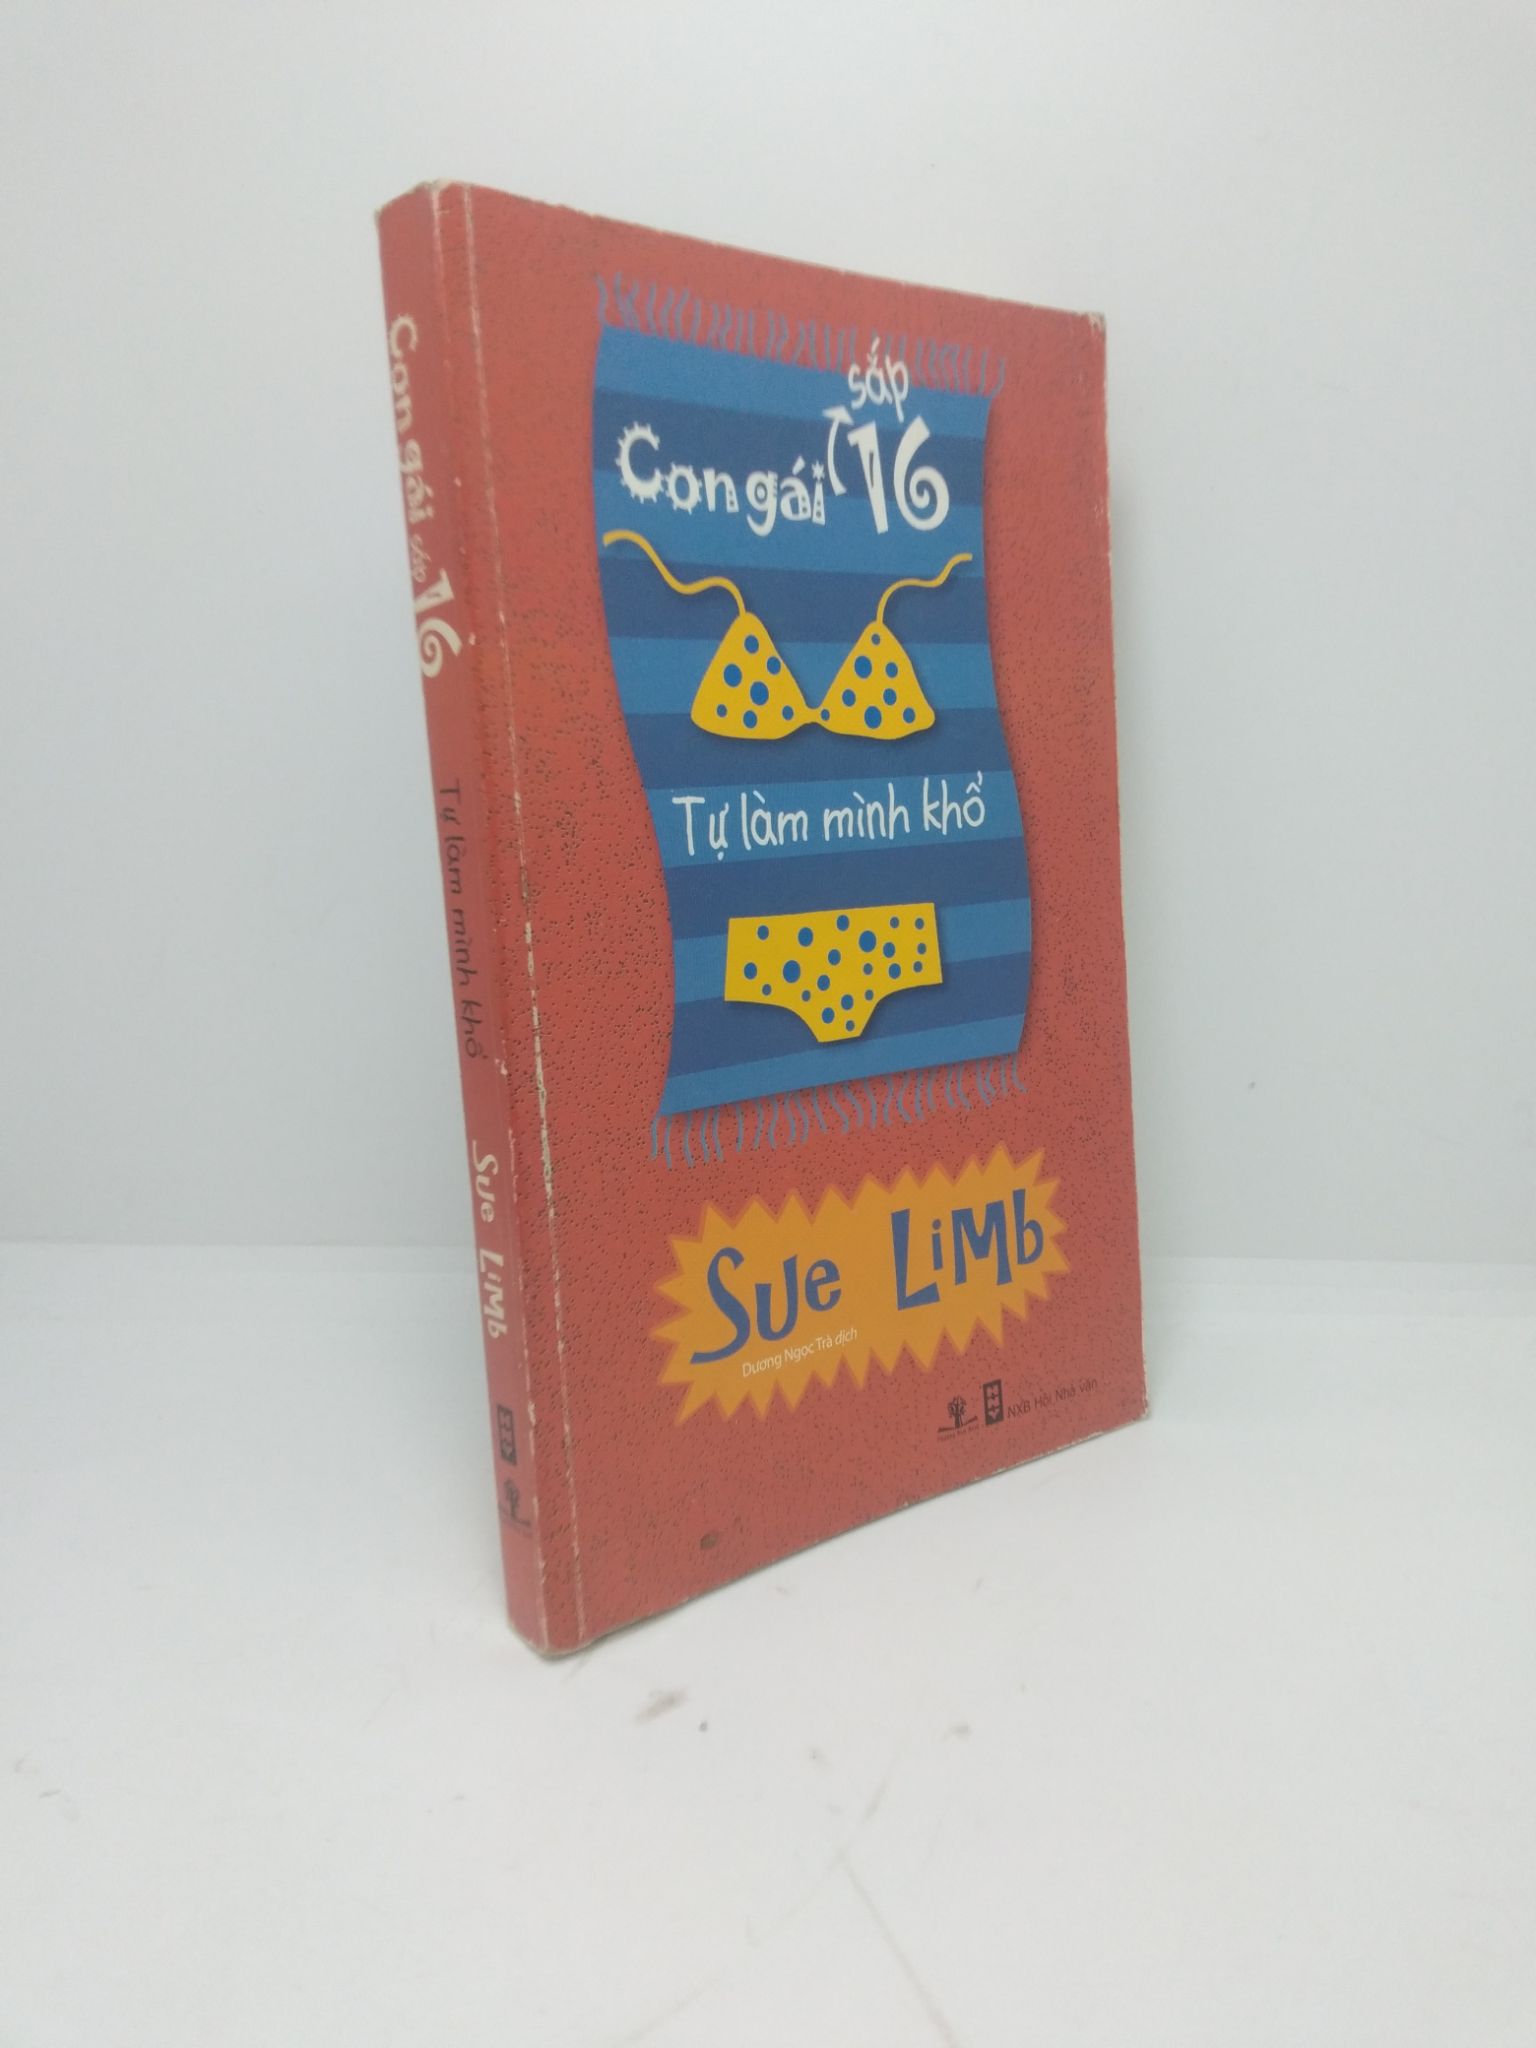 Con gái sắp 16
Tự làm mình khổ
Sue Limb
Dương Ngọc Trà dịch
NXB Hội Nhà văn
Con gái sắp 16
Tự làm mình khổ
Sue Limb